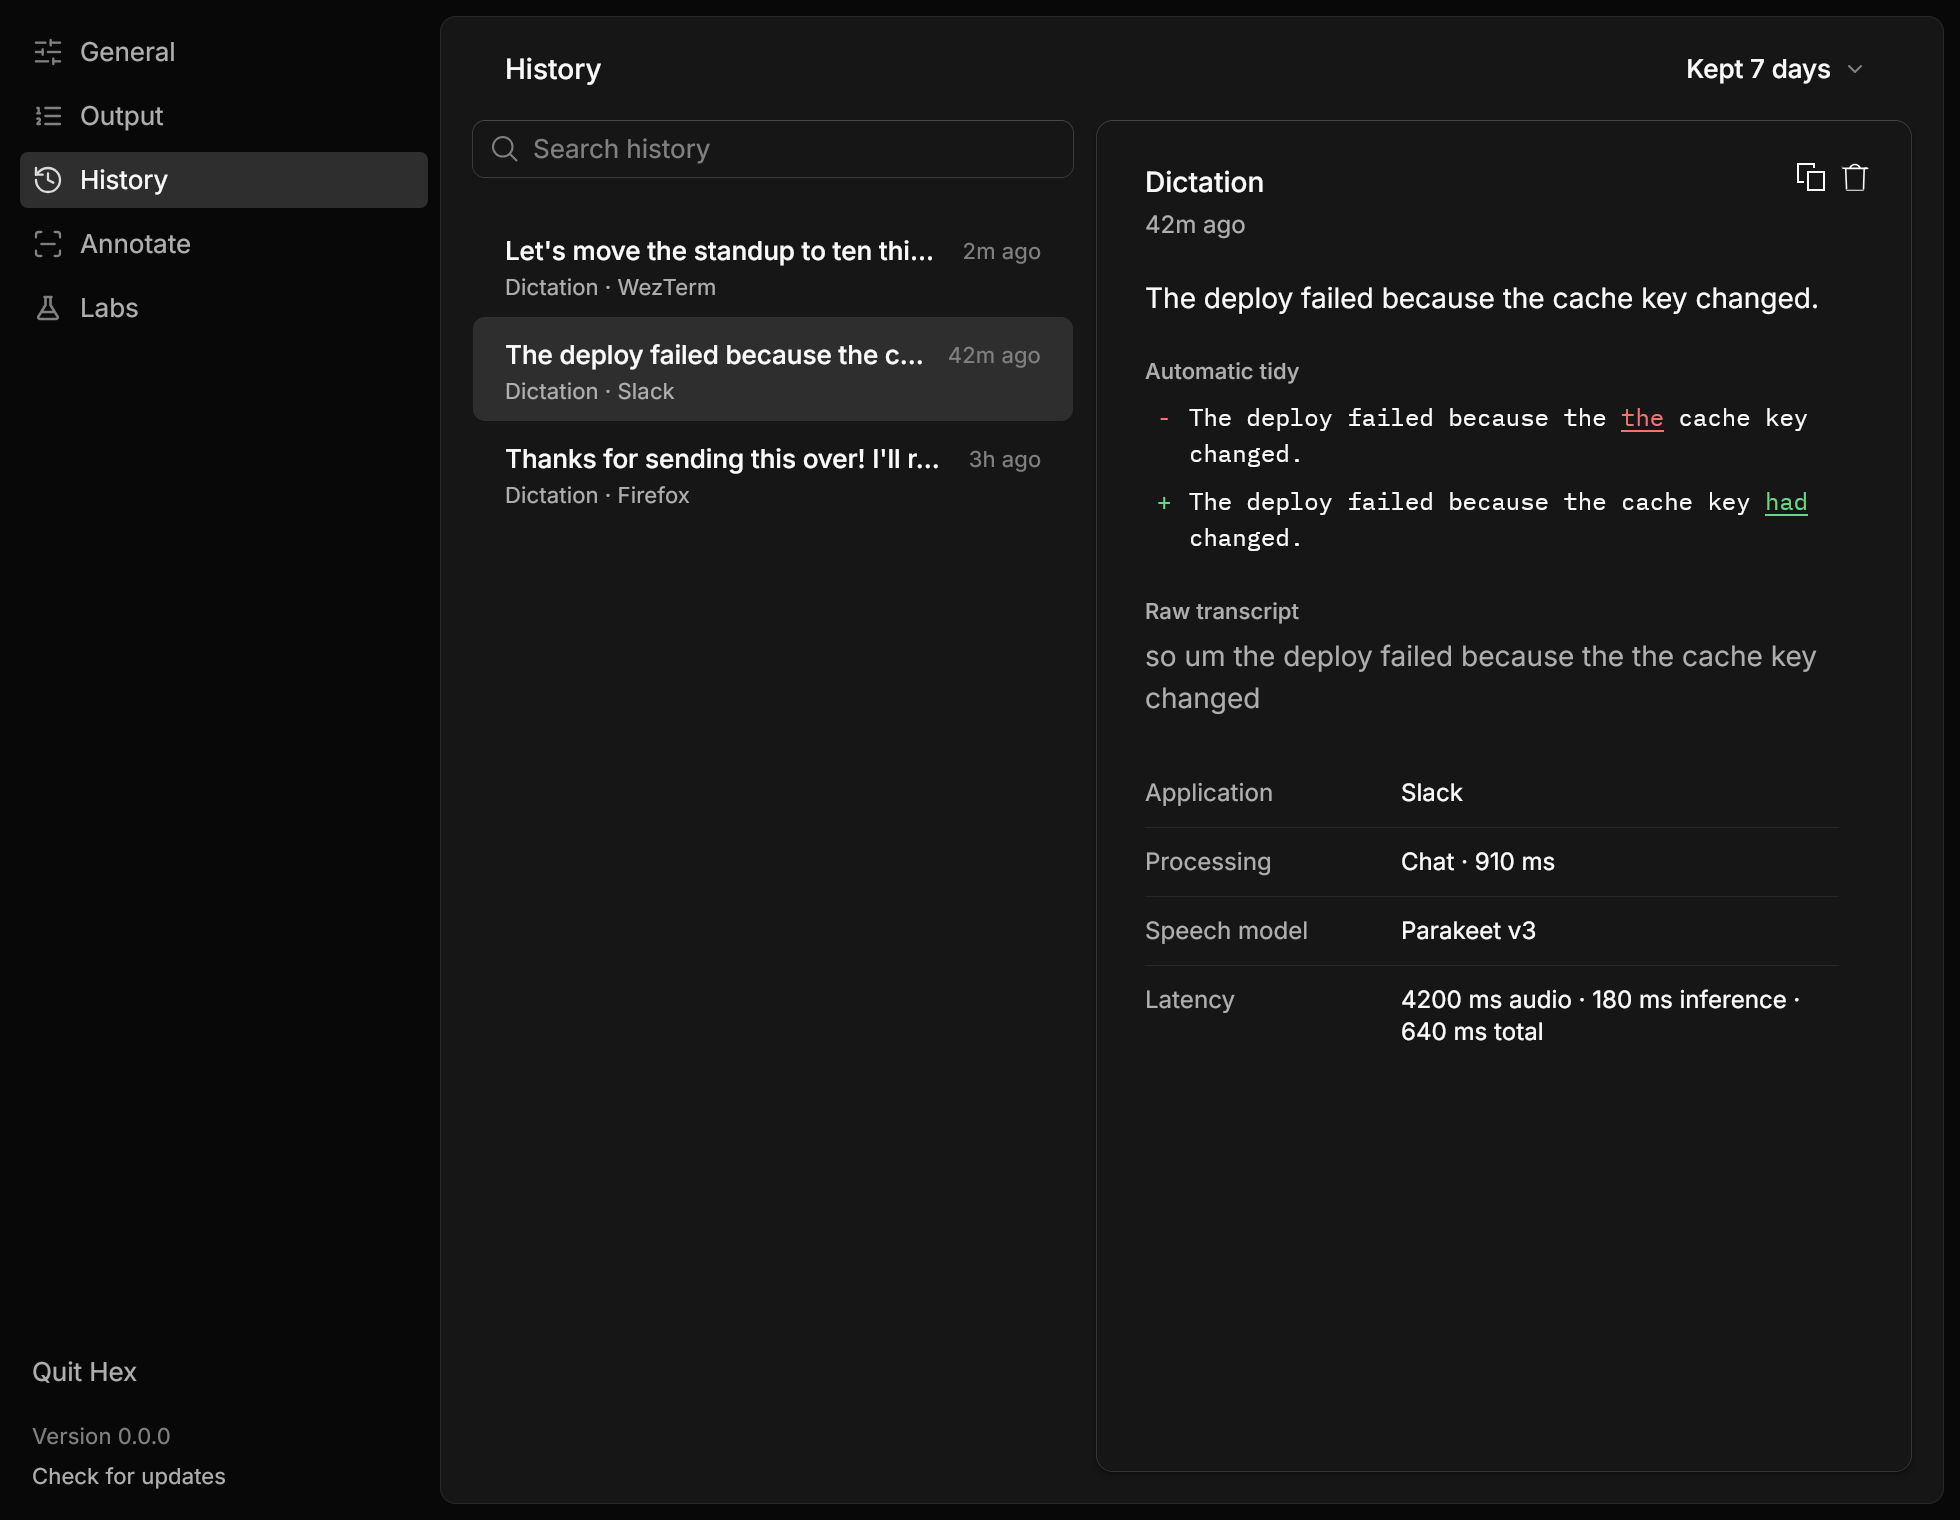 General
Output
History
Annotate
Labs
Quit Hex
Version 0.0.0
Check for updates
History
Kept 7 days
Search history
Let's move the standup to ten thi... 2m ago
Dictation · WezTerm
The deploy failed because the c... 42m ago
Dictation · Slack
Thanks for sending this over! I'll r... 3h ago
Dictation · Firefox
Dictation
42m ago
The deploy failed because the cache key changed.
Automatic tidy
- The deploy failed because the the cache key
changed.
+ The deploy failed because the cache key had
changed.
Raw transcript
so um the deploy failed because the the cache key
changed
Application Slack
Processing Chat · 910 ms
Speech model Parakeet v3
Latency 4200 ms audio · 180 ms inference ·
640 ms total